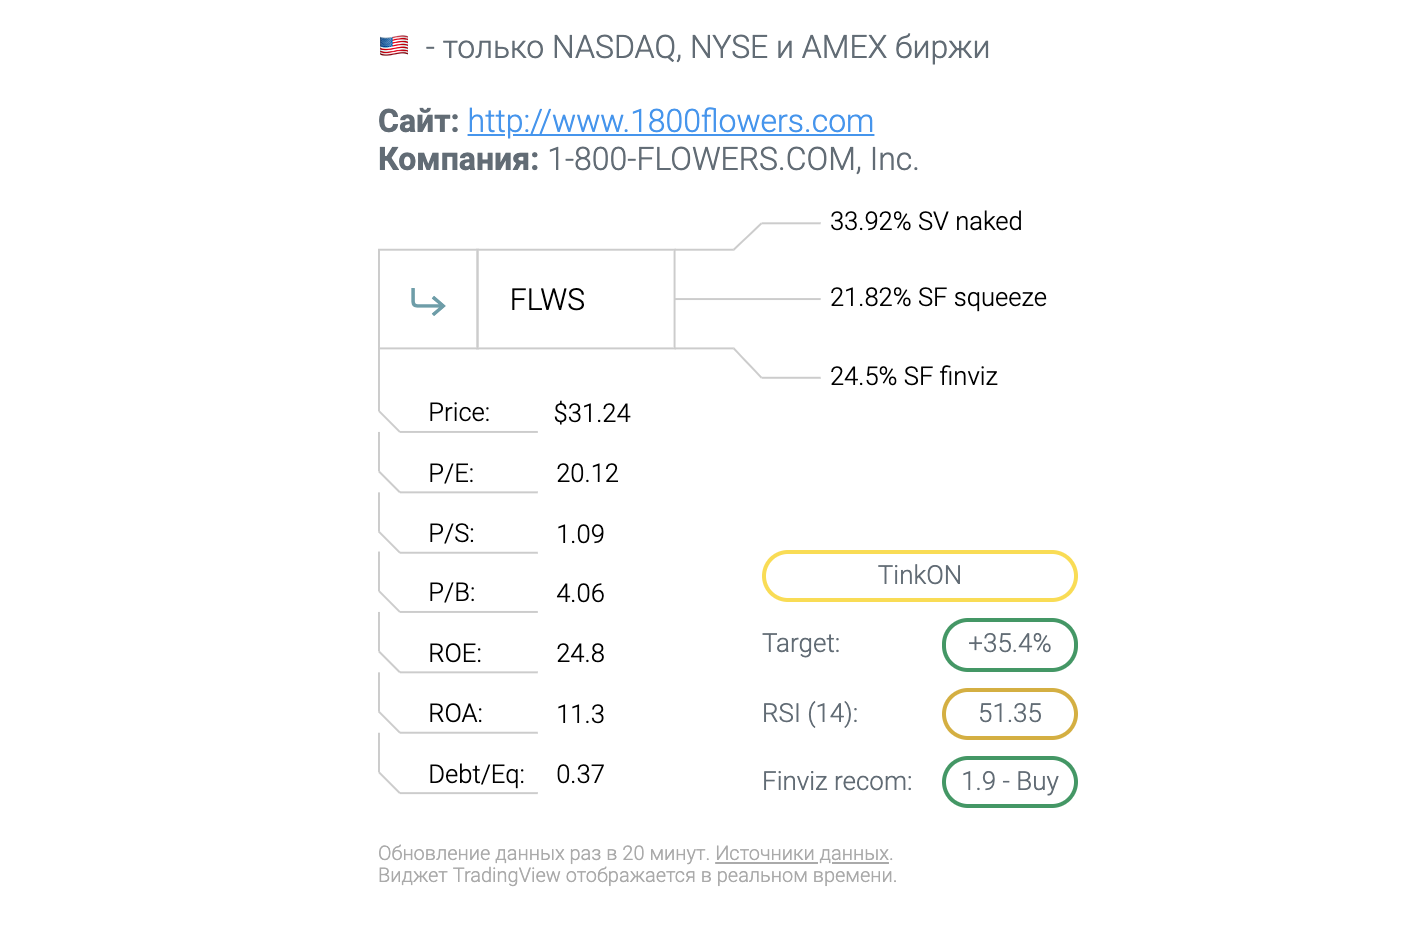 - только NASDAQ, NYSE и AMEX биржи
Сайт: http://www.1800flowers.com
Компания: 1-800-FLOWERS.COM, Inc.
33.92% SV naked
FLWS
21.82% SF squeeze
24.5% SF finviz
Price: $31.24
P/E: 20.12
P/S: 1.09
P/B: 4.06
ROE: 24.8
ROA: 11.3
Debt/Eq: 0.37
TinkON
Target: +35.4%
RSI (14): 51.35
Finviz recom: 1.9 - Buy
Обновление данных раз в 20 минут. Источники данных.
Виджет TradingView отображается в реальном времени.